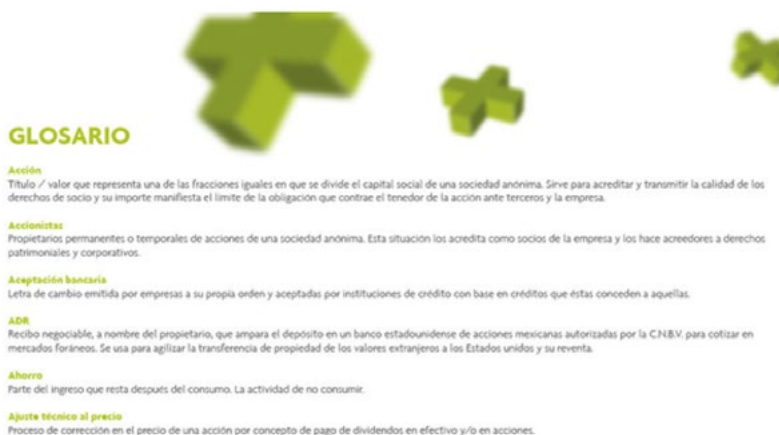 GLOSARIO
Acción
Título / valor que representa una de las fracciones iguales en que se divide el capital social de una sociedad anónima. Sirve para acreditar y transmitir la calidad de los
derechos de socio y su importe manifiesta el límite de la obligación que contrae el tenedor de la acción ante terceros y la empresa.
Accionistas
Propietarios permanentes o temporales de acciones de una sociedad anónima. Esta situación los acredita como socios de la empresa y los hace acreedores a derechos
patrimoniales y corporativos.
Aceptación bancaria
Letra de cambio emitida por empresas a su propia orden y aceptadas por instituciones de crédito con base en créditos que éstas conceden a aquellas.
ADR
Recibo negociable, a nombre del propietario, que ampara el depósito en un banco estadounidense de acciones mexicanas autorizadas por la C.N.B.V. para cotizar en
mercados foráneos. Se usa para agilizar la transferencia de propiedad de los valores extranjeros a los Estados unidos y su reventa.
Ahorro
Parte del ingreso que resta después del consumo. La actividad de no consumir.
Ajuste técnico al precio
Proceso de corrección en el precio de una acción por concepto de pago de dividendos en efectivo y/o en acciones.